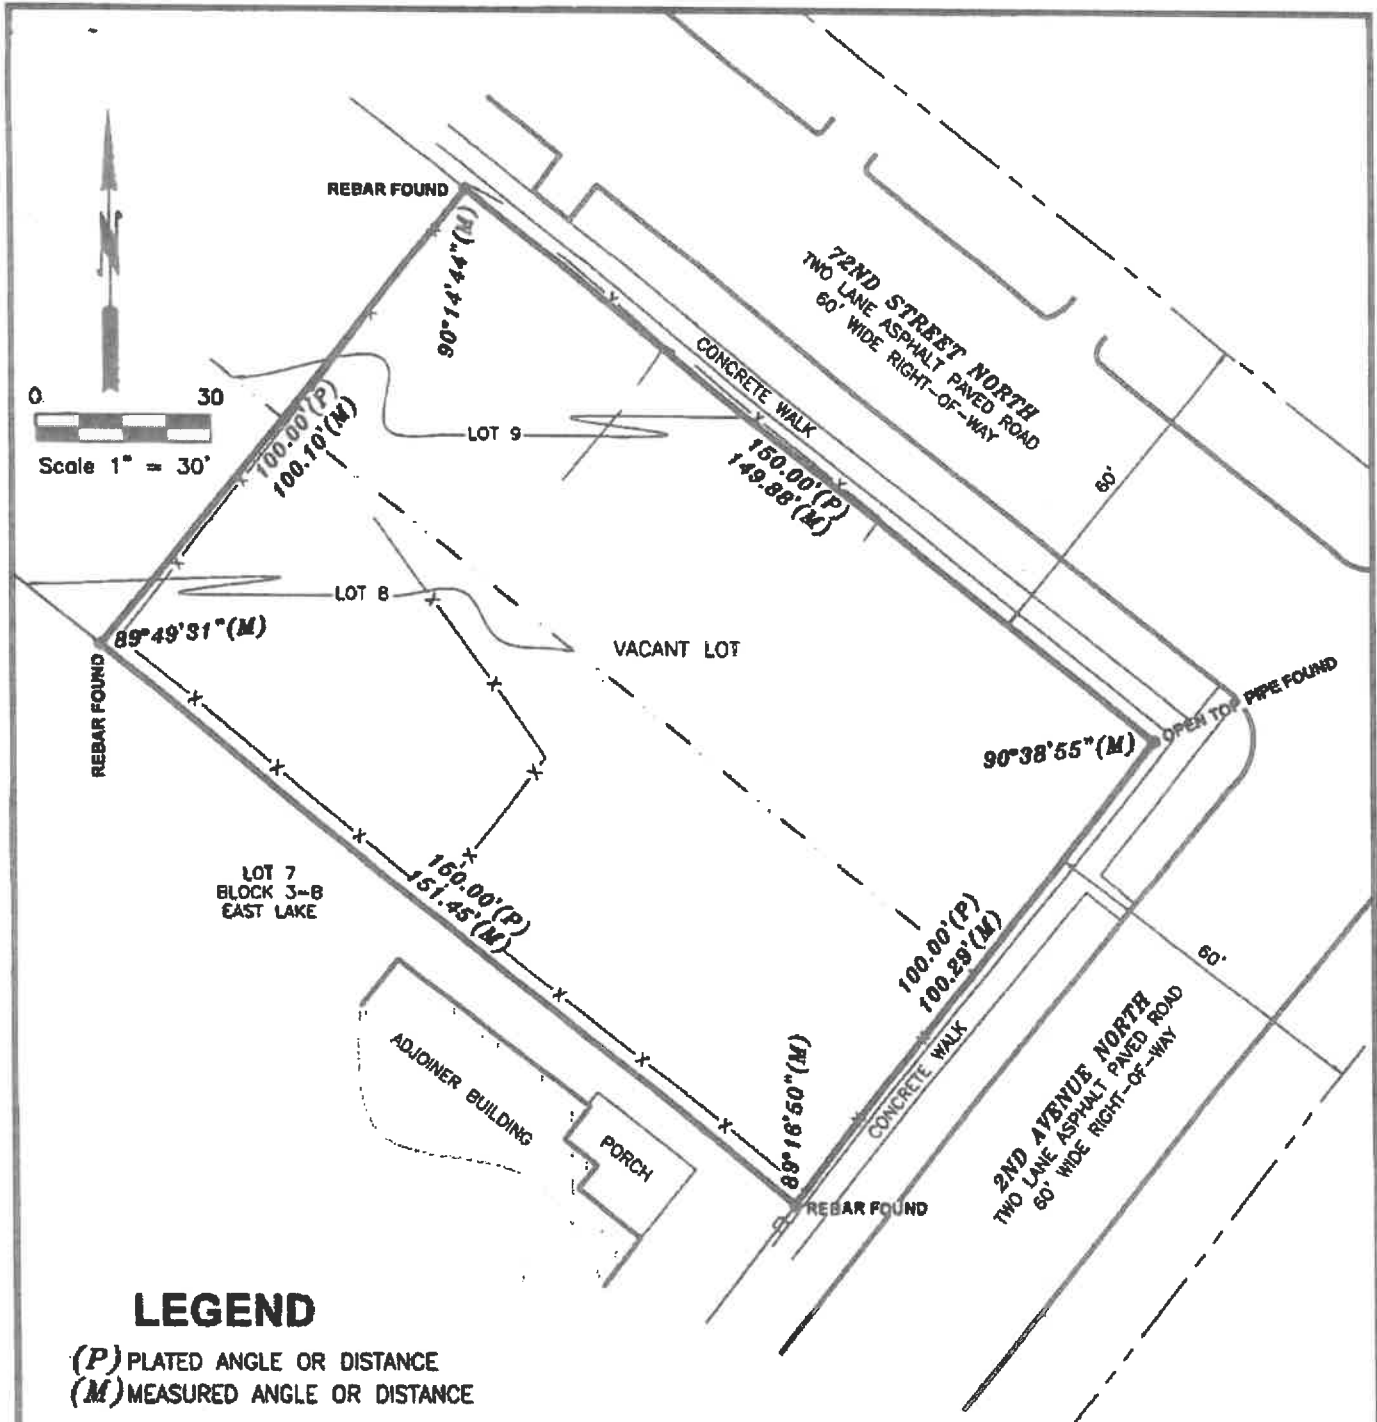 REBAR FOUND
N
90°14'44"(M)
72ND STREET NORTH
TWO LANE ASPHALT PAVED ROAD
60' WIDE RIGHT-OF-WAY
CONCRETE WALK
0 30
Scale 1" = 30'
100.00'(P)
100.10'(M)
LOT 9
150.00'(P)
149.88'(M)
60'
LOT 8
89°49'31"(M)
REBAR FOUND
VACANT LOT
OPEN TOP PIPE FOUND
90°38'55"(M)
LOT 7
BLOCK 3-B
EAST LAKE
150.00'(P)
151.45'(M)
100.00'(P)
100.29'(M)
60'
ADJOINER BUILDING
PORCH
89°16'50"(M)
CONCRETE WALK
2ND AVENUE NORTH
TWO LANE ASPHALT PAVED ROAD
60' WIDE RIGHT-OF-WAY
REBAR FOUND
LEGEND
(P) PLATED ANGLE OR DISTANCE
(M) MEASURED ANGLE OR DISTANCE